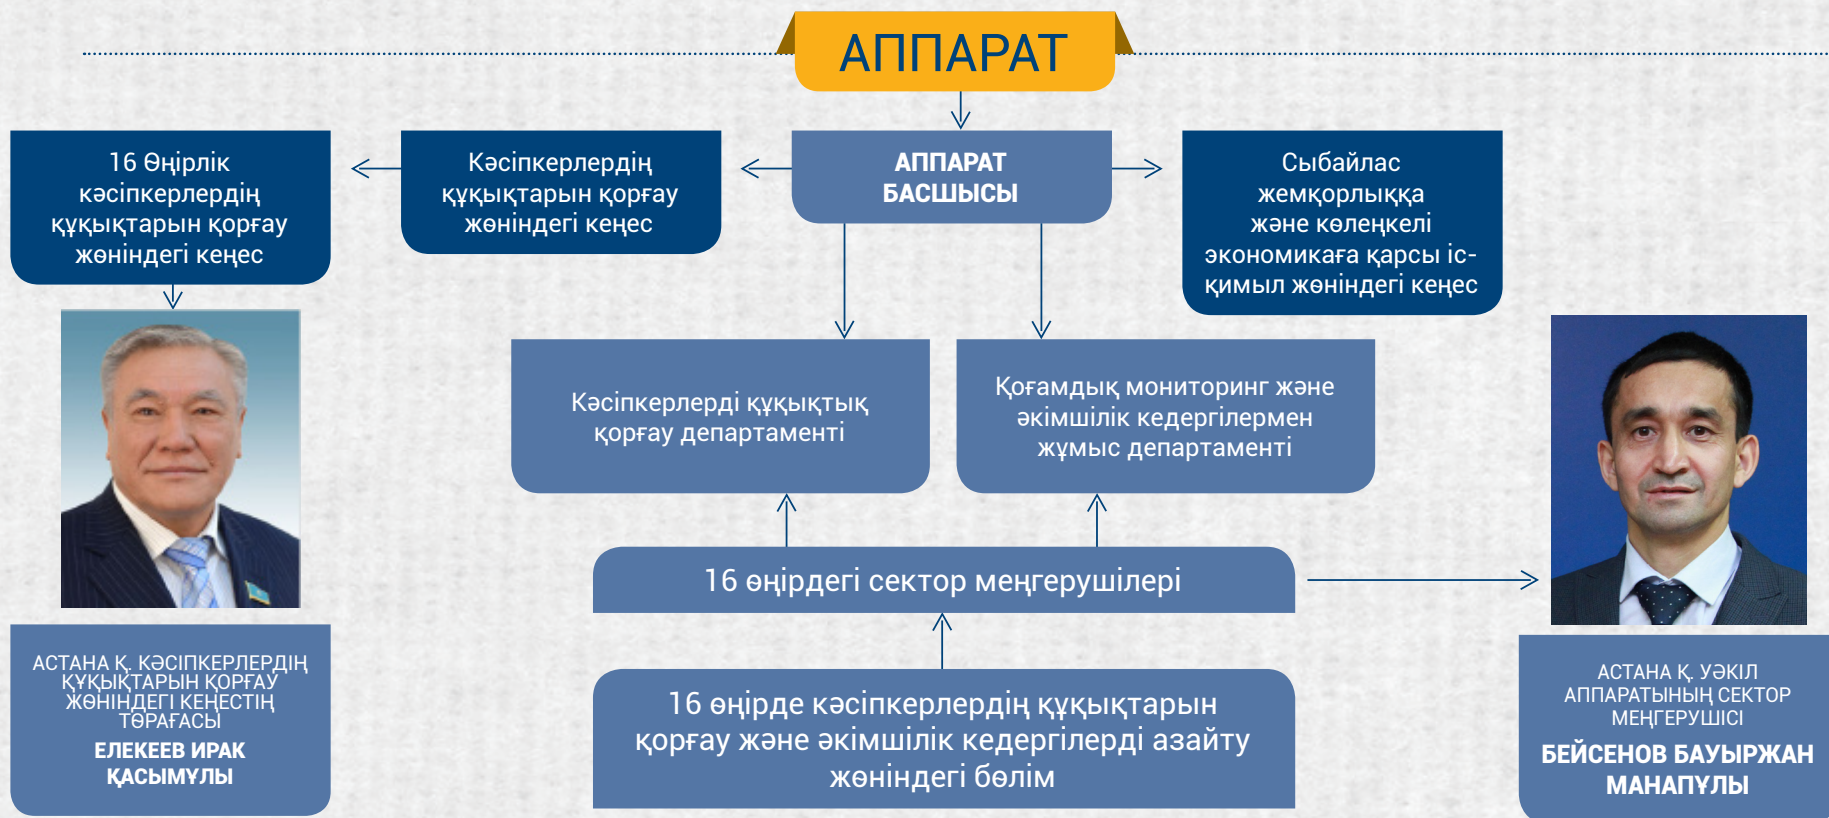 АППАРАТ
16 Өңірлік
кәсіпкерлердің
құқықтарын қорғау
жөніндегі кеңес
Кәсіпкерлердің
құқықтарын қорғау
жөніндегі кеңес
АППАРАТ
БАСШЫСЫ
Сыбайлас
жемқорлыққа
және көлеңкелі
экономикаға қарсы іс-
қимыл жөніндегі кеңес
Кәсіпкерлерді құқықтық
қорғау департаменті
Қоғамдық мониторинг және
әкімшілік кедергілермен
жұмыс департаменті
16 өңірдегі сектор меңгерушілері
16 өңірде кәсіпкерлердің құқықтарын
қорғау және әкімшілік кедергілерді азайту
жөніндегі бөлім
АСТАНА Қ. КӘСІПКЕРЛЕРДІҢ
ҚҰҚЫҚТАРЫН ҚОРҒАУ
ЖӨНІНДЕГІ КЕҢЕСТІҢ
ТӨРАҒАСЫ
ЕЛЕКЕЕВ ИРАК
ҚАСЫМҰЛЫ
АСТАНА Қ. УӘКІЛ
АППАРАТЫНЫҢ СЕКТОР
МЕҢГЕРУШІСІ
БЕЙСЕНОВ БАУЫРЖАН
МАНАПҰЛЫ